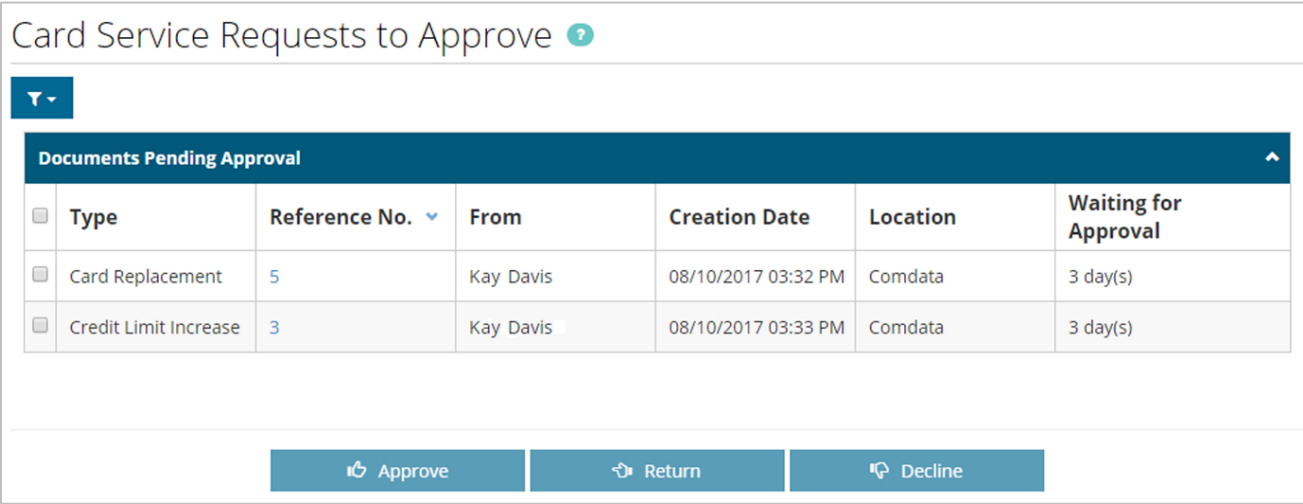 Card Service Requests to Approve ?
Documents Pending Approval
Type Reference No. From Creation Date Location Waiting for Approval
Card Replacement 5 Kay Davis 08/10/2017 03:32 PM Comdata 3 day(s)
Credit Limit Increase 3 Kay Davis 08/10/2017 03:33 PM Comdata 3 day(s)
Approve Return Decline